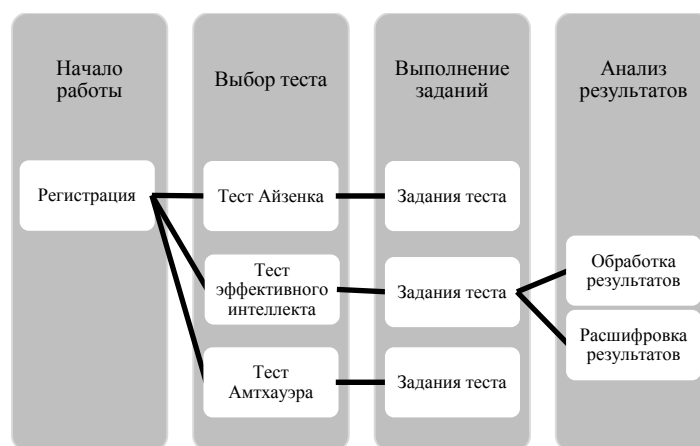 Начало
работы
Выбор теста
Выполнение
заданий
Анализ
результатов
Регистрация
Тест Айзенка
Задания теста
Тест
эффективного
интеллекта
Задания теста
Обработка
результатов
Расшифровка
результатов
Тест
Амтхауэра
Задания теста